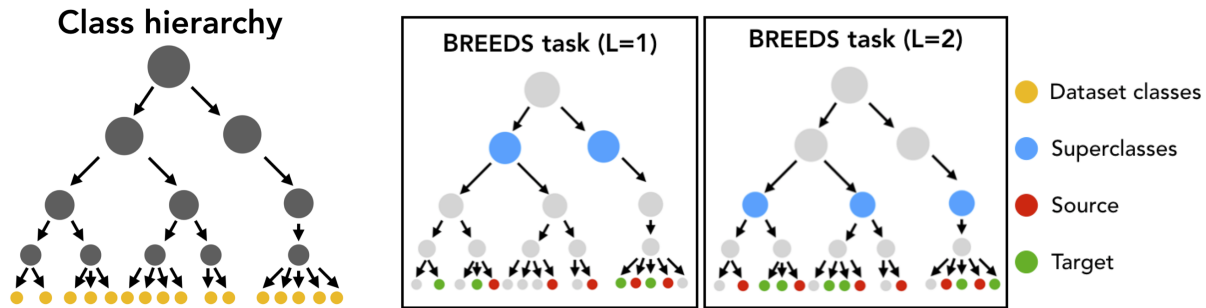 Class hierarchy
BREEDS task (L=1)
BREEDS task (L=2)
Dataset classes
Superclasses
Source
Target